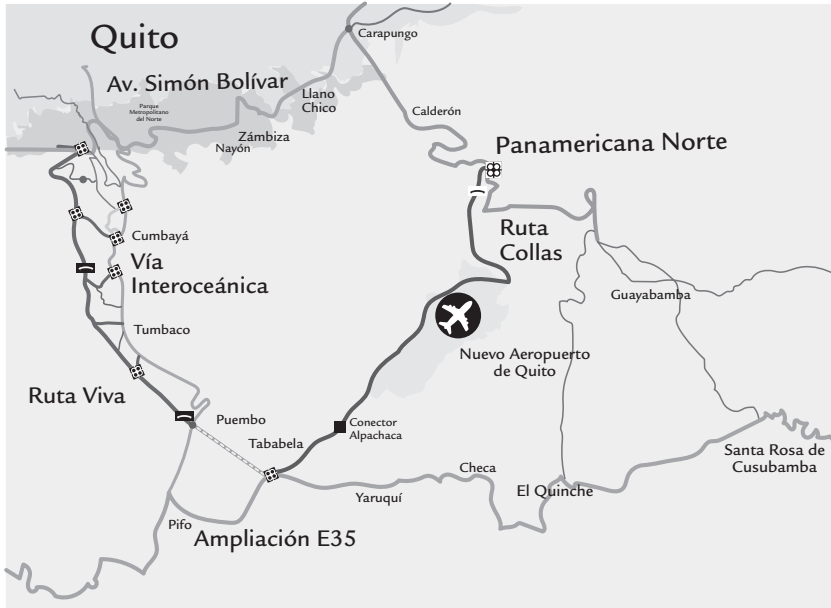 Quito
Carapungo
Av. Simón Bolívar
Llano
Chico
Parque
Metropolitano
del Norte
Calderón
Zámbiza
Nayón
Panamericana Norte
Cumbayá
Ruta
Collas
Vía
Interoceánica
Guayabamba
Tumbaco
Nuevo Aeropuerto
de Quito
Ruta Viva
Puembo
Conector
Alpachaca
Tababela
Santa Rosa de
Cusubamba
Checa
El Quinche
Yaruquí
Pifo
Ampliación E35